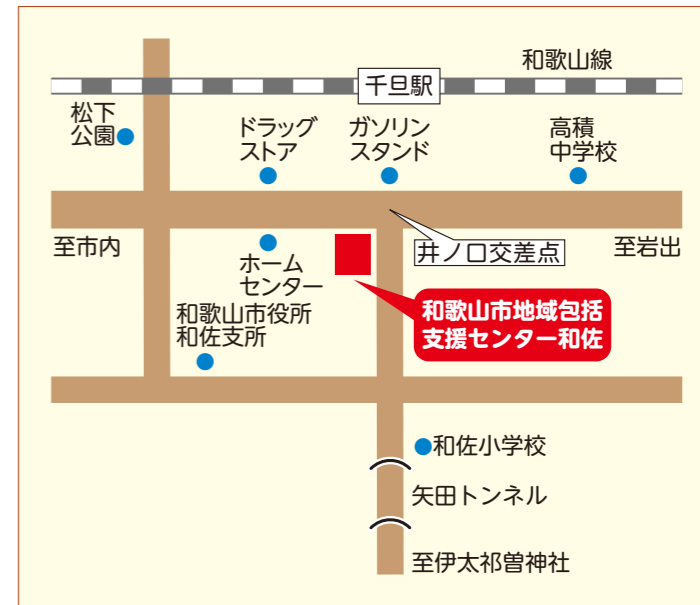 和歌山線
千旦駅
松下
公園
ドラッグ
ストア
ガソリン
スタンド
高積
中学校
至市内
井ノ口交差点
至岩出
ホーム
センター
和歌山市役所
和佐支所
和歌山市地域包括
支援センター和佐
和佐小学校
矢田トンネル
至伊太祁曽神社